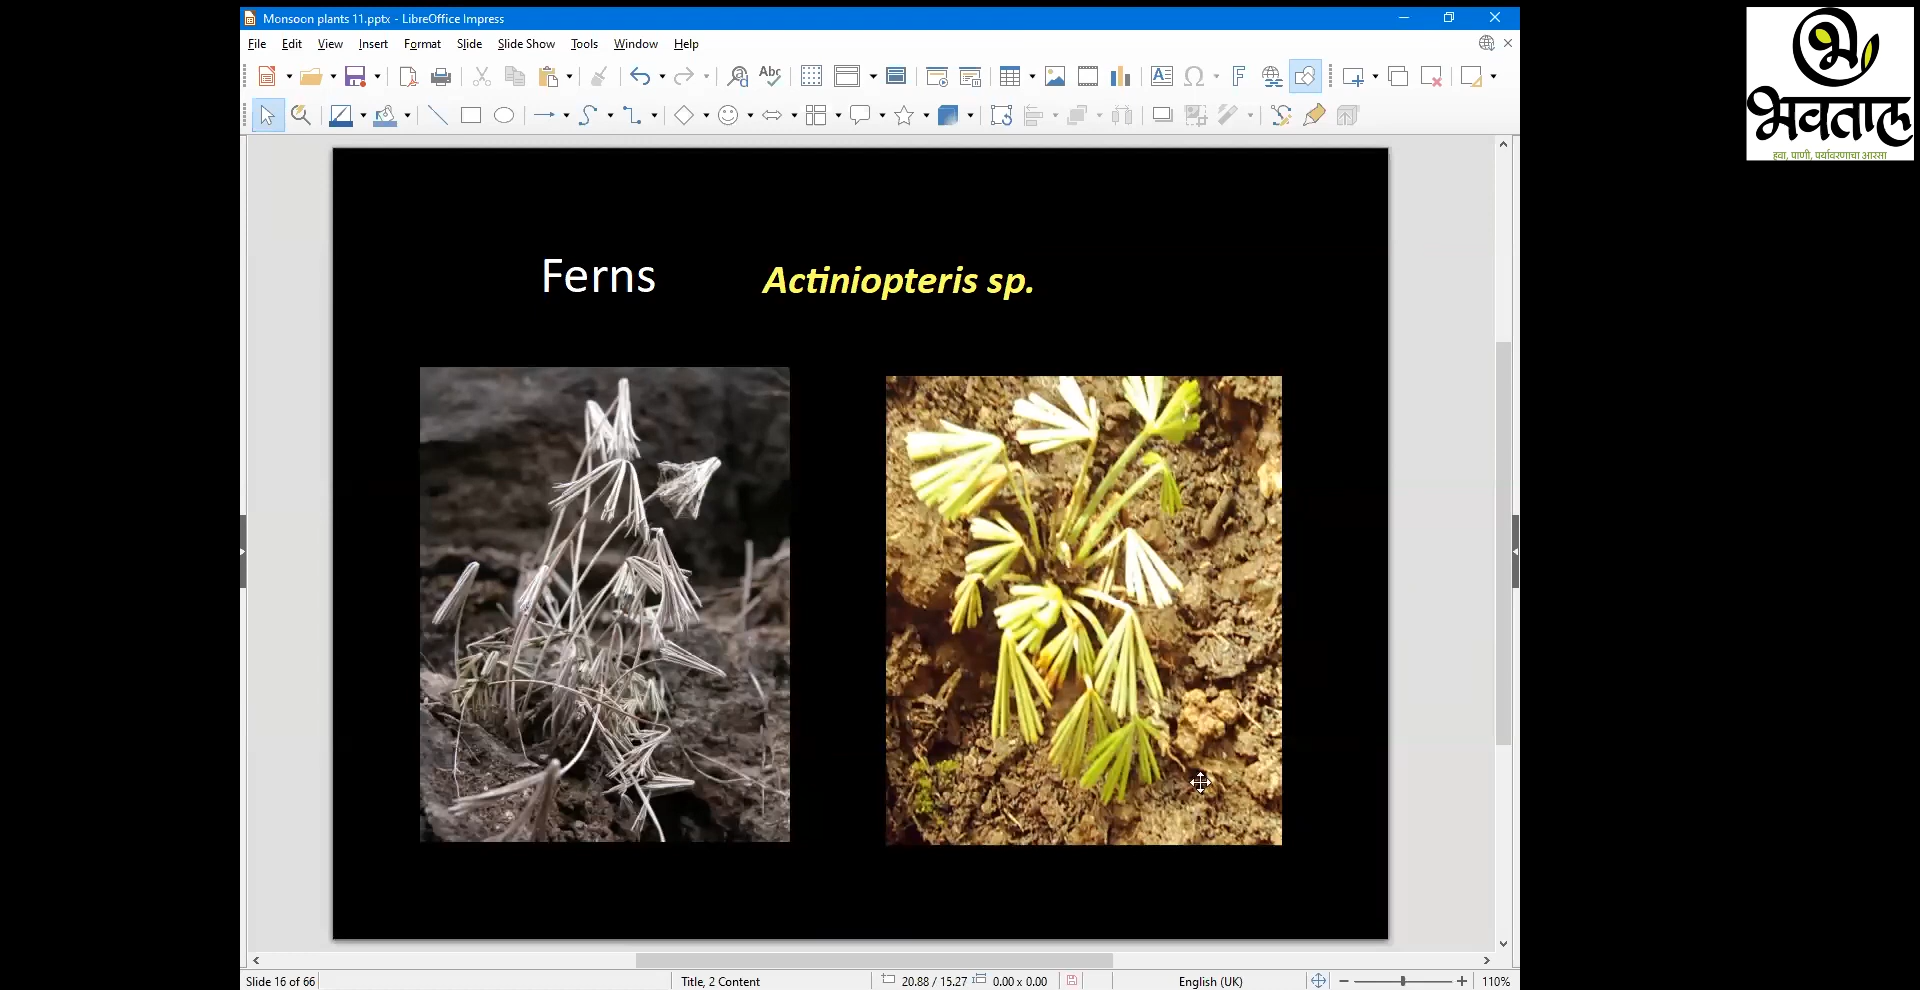 Monsoon plants 11.pptx - LibreOffice Impress
File Edit View Insert Format Slide Slide Show Tools Window Help
Ferns
Actiniopteris sp.
Slide 16 of 66
Title, 2 Content
20.88 / 15.27
0.00 x 0.00
English (UK)
110%
भवताल
हवा, पाणी, पर्यावरणाचा आरसा